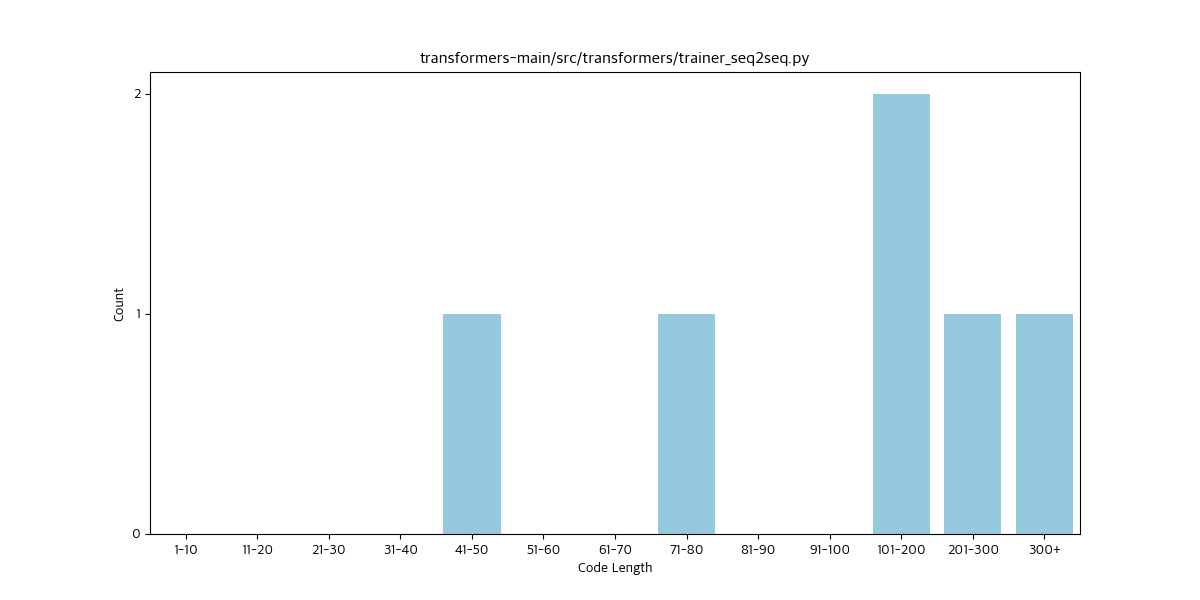 transformers-main/src/transformers/trainer_seq2seq.py
Count
2
1
0
1-10 11-20 21-30 31-40 41-50 51-60 61-70 71-80 81-90 91-100 101-200 201-300 300+
Code Length